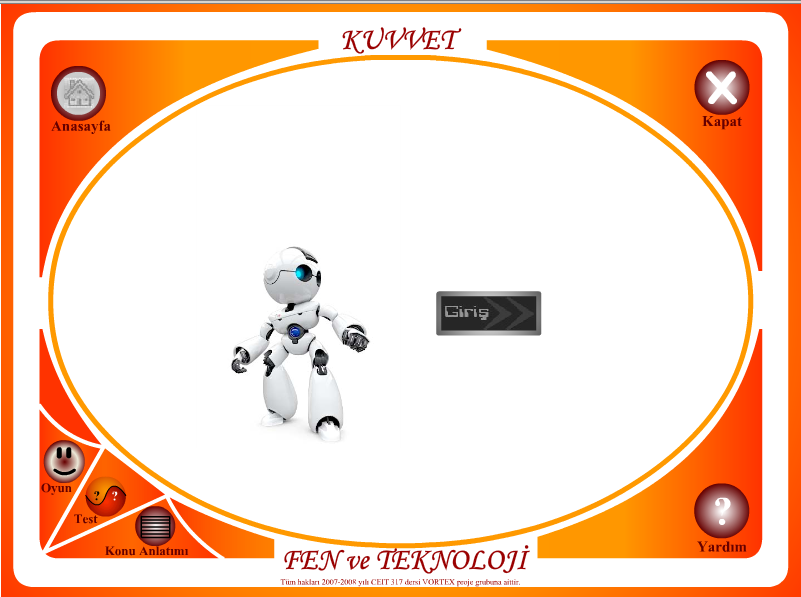 KUVVET
Anasayfa
Kapat
Giriş
Oyun
? ?
Test
Konu Anlatımı
?
Yardım
FEN ve TEKNOLOJİ
Tüm hakları 2007-2008 yılı CEIT 317 dersi VORTEX proje grubuna aittir.